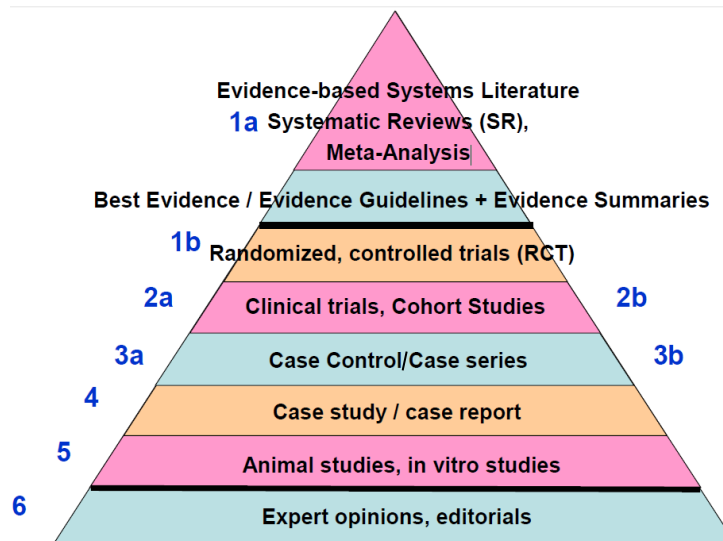 Evidence-based Systems Literature
1a Systematic Reviews (SR),
Meta-Analysis
Best Evidence / Evidence Guidelines + Evidence Summaries
1b Randomized, controlled trials (RCT)
2a Clinical trials, Cohort Studies 2b
3a Case Control/Case series 3b
4 Case study / case report
5 Animal studies, in vitro studies
6 Expert opinions, editorials